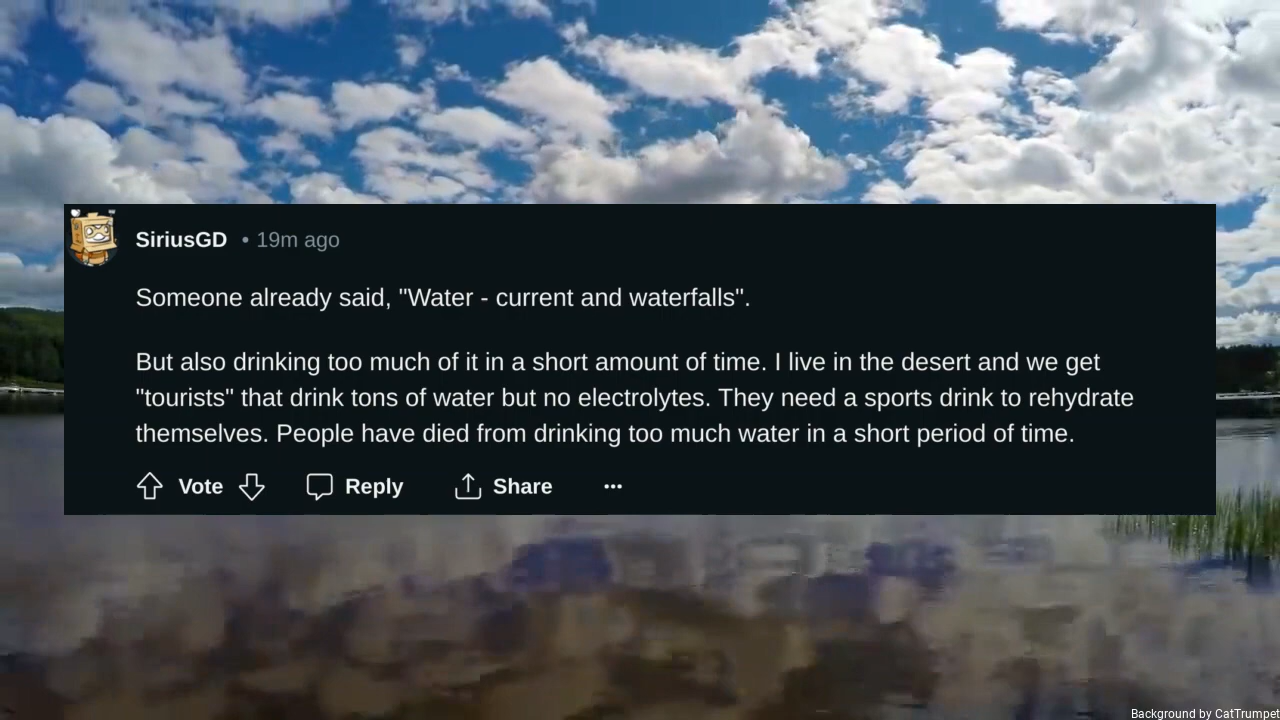 SiriusGD • 19m ago
Someone already said, "Water - current and waterfalls".
But also drinking too much of it in a short amount of time. I live in the desert and we get
"tourists" that drink tons of water but no electrolytes. They need a sports drink to rehydrate
themselves. People have died from drinking too much water in a short period of time.
Vote Reply Share ···
Background by CatTrumpet